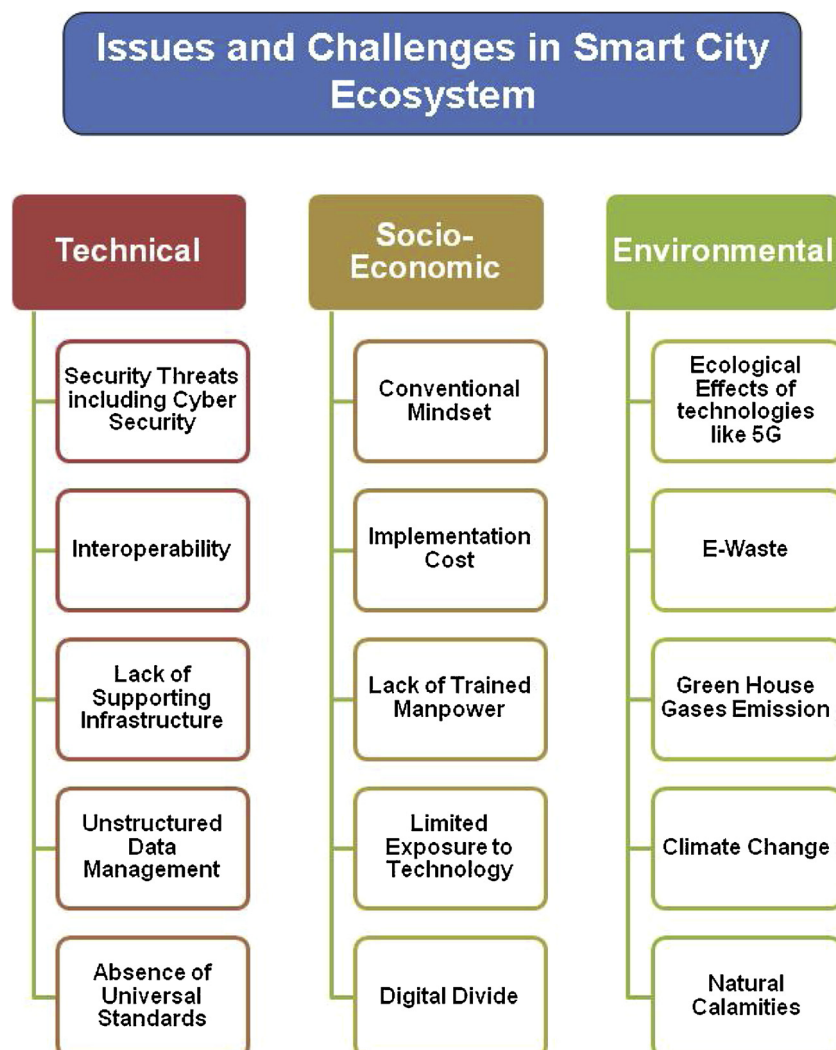 Issues and Challenges in Smart City
Ecosystem
Technical
Security Threats
including Cyber
Security
Interoperability
Lack of
Supporting
Infrastructure
Unstructured
Data
Management
Absence of
Universal
Standards
Socio-
Economic
Conventional
Mindset
Implementation
Cost
Lack of Trained
Manpower
Limited
Exposure to
Technology
Digital Divide
Environmental
Ecological
Effects of
technologies
like 5G
E-Waste
Green House
Gases Emission
Climate Change
Natural
Calamities